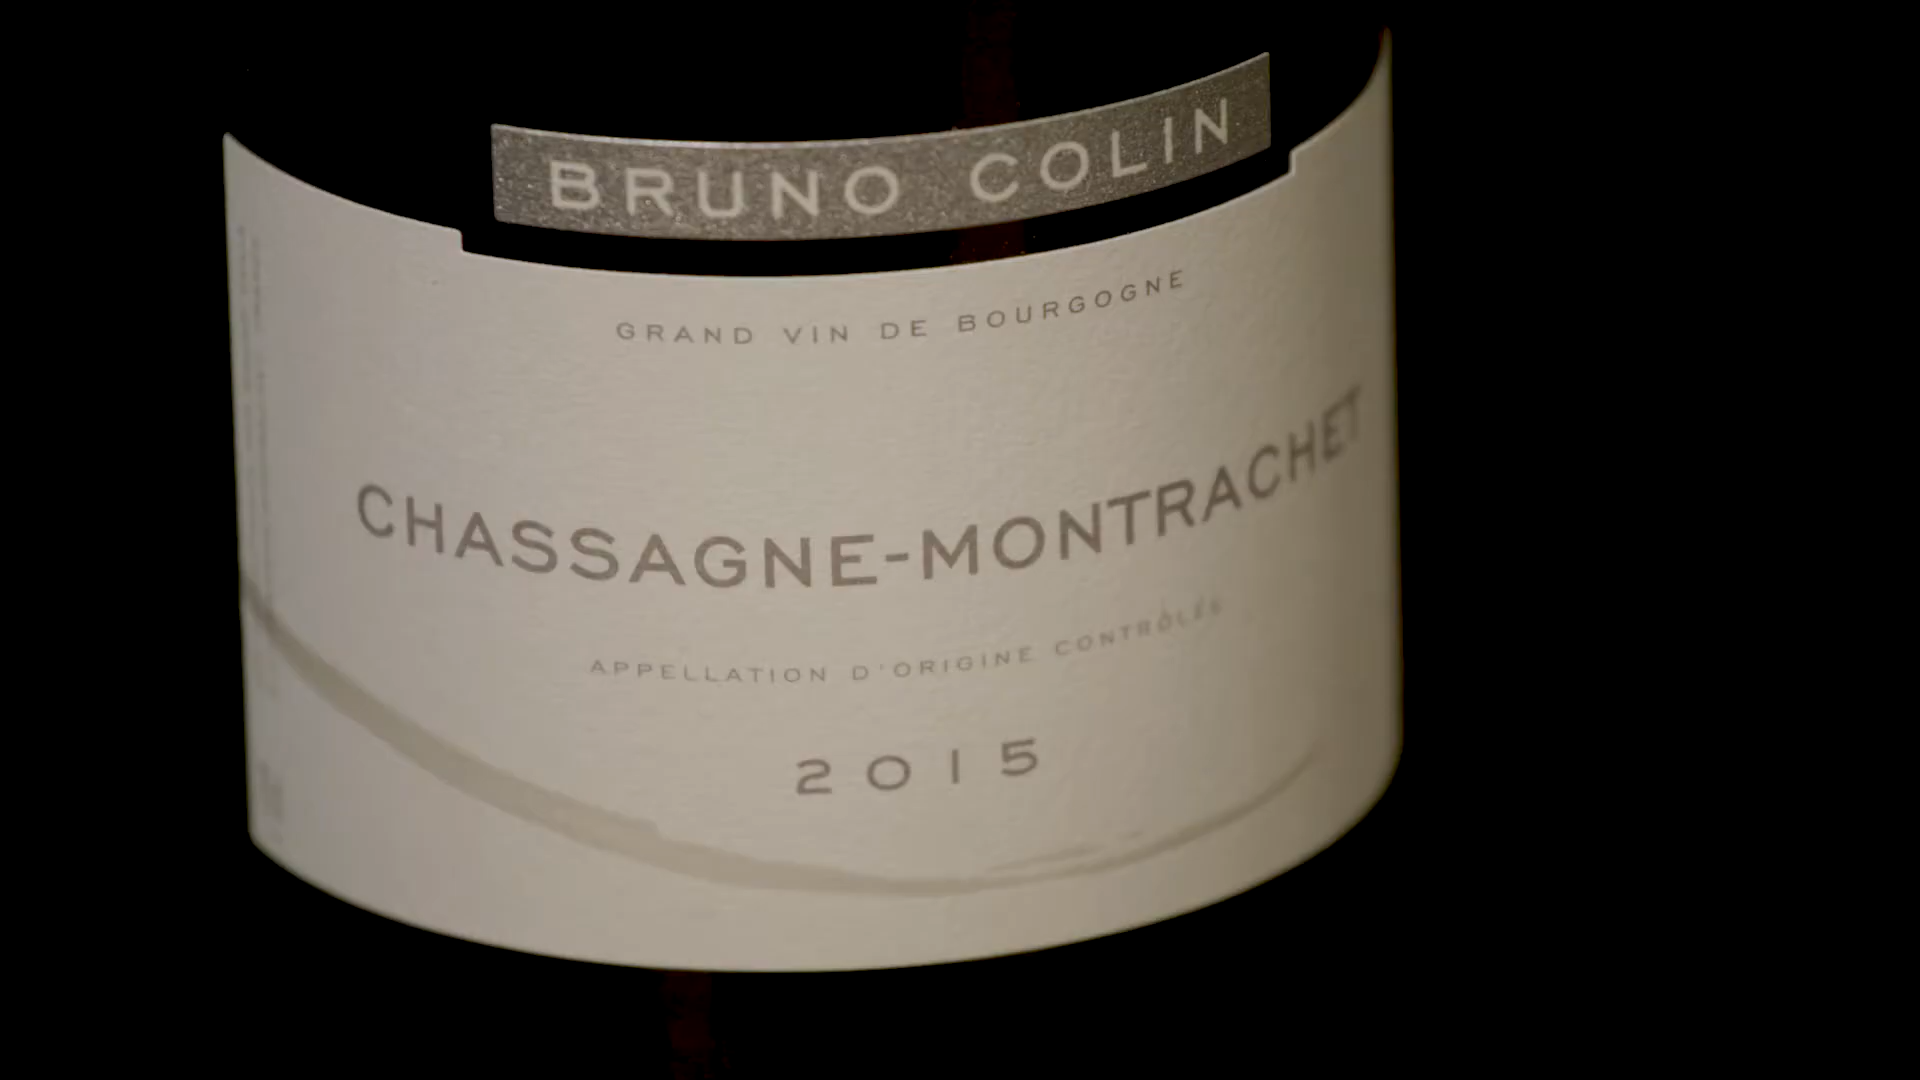 BRUNO COLIN
GRAND VIN DE BOURGOGNE
CHASSAGNE-MONTRACHET
APPELLATION D'ORIGINE CONTRÔLÉE
2015